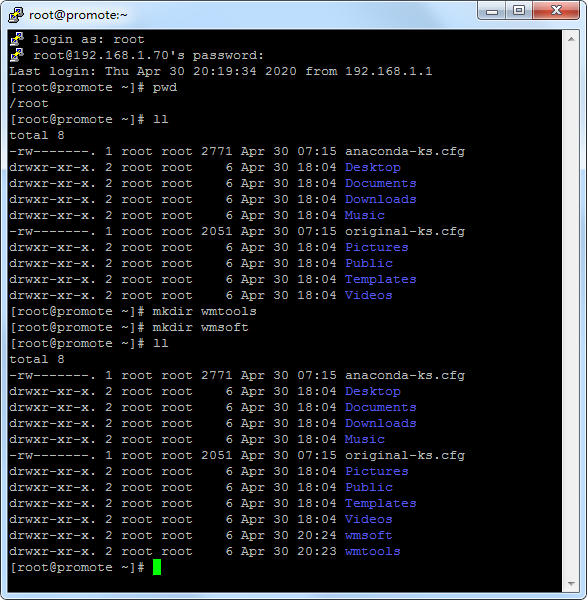 root@promote:~
login as: root
root@192.168.1.70's password:
Last login: Thu Apr 30 20:19:34 2020 from 192.168.1.1
[root@promote ~]# pwd
/root
[root@promote ~]# ll
total 8
-rw-------. 1 root root 2771 Apr 30 07:15 anaconda-ks.cfg
drwxr-xr-x. 2 root root    6 Apr 30 18:04 Desktop
drwxr-xr-x. 2 root root    6 Apr 30 18:04 Documents
drwxr-xr-x. 2 root root    6 Apr 30 18:04 Downloads
drwxr-xr-x. 2 root root    6 Apr 30 18:04 Music
-rw-------. 1 root root 2051 Apr 30 07:15 original-ks.cfg
drwxr-xr-x. 2 root root    6 Apr 30 18:04 Pictures
drwxr-xr-x. 2 root root    6 Apr 30 18:04 Public
drwxr-xr-x. 2 root root    6 Apr 30 18:04 Templates
drwxr-xr-x. 2 root root    6 Apr 30 18:04 Videos
[root@promote ~]# mkdir wmtools
[root@promote ~]# mkdir wmsoft
[root@promote ~]# ll
total 8
-rw-------. 1 root root 2771 Apr 30 07:15 anaconda-ks.cfg
drwxr-xr-x. 2 root root    6 Apr 30 18:04 Desktop
drwxr-xr-x. 2 root root    6 Apr 30 18:04 Documents
drwxr-xr-x. 2 root root    6 Apr 30 18:04 Downloads
drwxr-xr-x. 2 root root    6 Apr 30 18:04 Music
-rw-------. 1 root root 2051 Apr 30 07:15 original-ks.cfg
drwxr-xr-x. 2 root root    6 Apr 30 18:04 Pictures
drwxr-xr-x. 2 root root    6 Apr 30 18:04 Public
drwxr-xr-x. 2 root root    6 Apr 30 18:04 Templates
drwxr-xr-x. 2 root root    6 Apr 30 18:04 Videos
drwxr-xr-x. 2 root root    6 Apr 30 20:24 wmsoft
drwxr-xr-x. 2 root root    6 Apr 30 20:23 wmtools
[root@promote ~]#